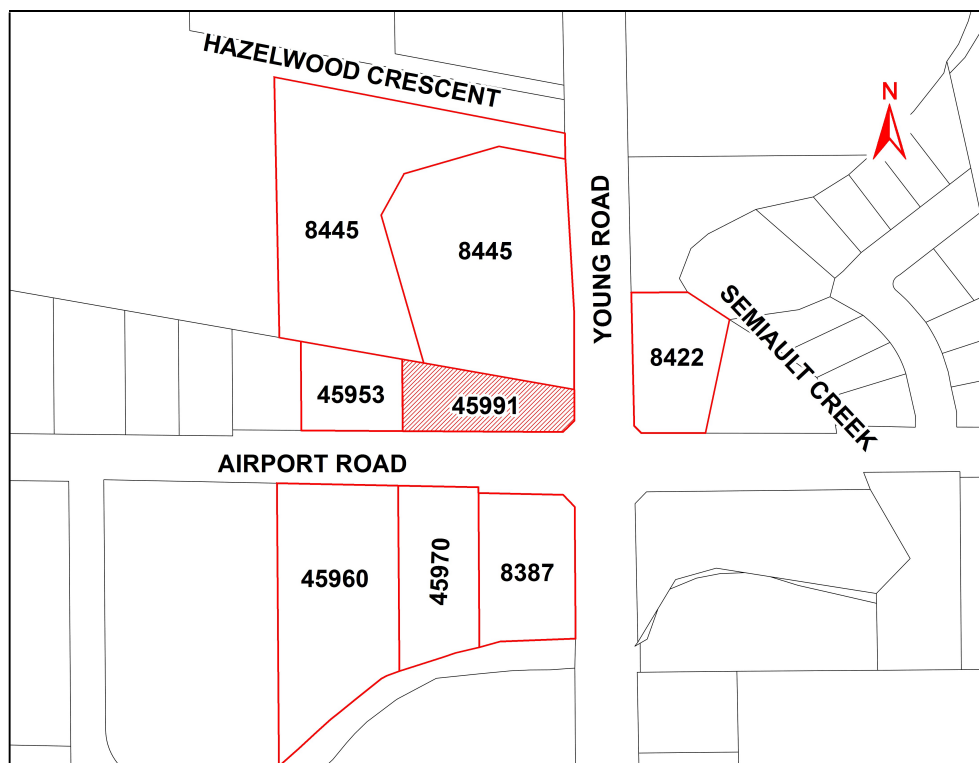 HAZELWOOD CRESCENT
N
8445
8445
YOUNG ROAD
SEMIAULT CREEK
8422
45953
45991
AIRPORT ROAD
45960
45970
8387